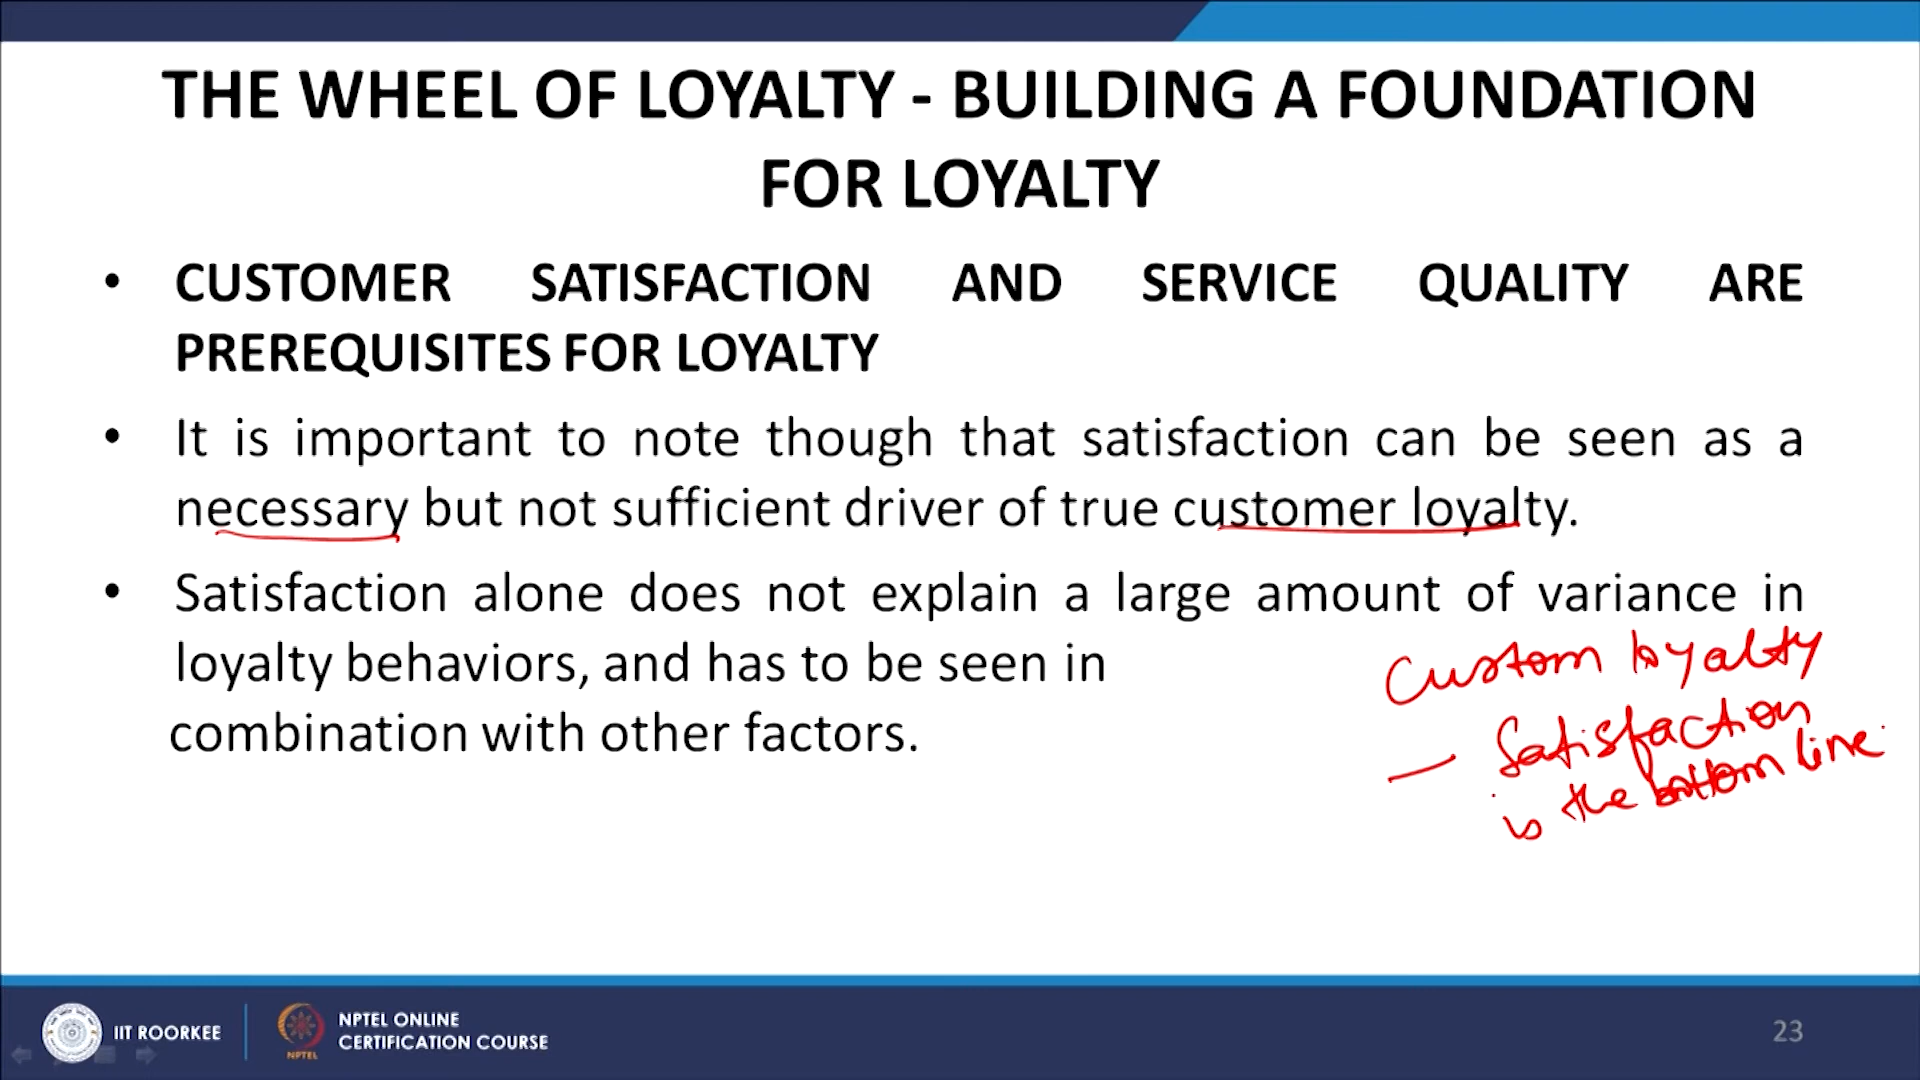 THE WHEEL OF LOYALTY - BUILDING A FOUNDATION
FOR LOYALTY
• CUSTOMER SATISFACTION AND SERVICE QUALITY ARE
PREREQUISITES FOR LOYALTY
• It is important to note though that satisfaction can be seen as a
necessary but not sufficient driver of true customer loyalty.
• Satisfaction alone does not explain a large amount of variance in
loyalty behaviors, and has to be seen in
combination with other factors.
Custom loyalty
— Satisfaction
is the bottom line
IIT ROORKEE
NPTEL
NPTEL ONLINE
CERTIFICATION COURSE
23